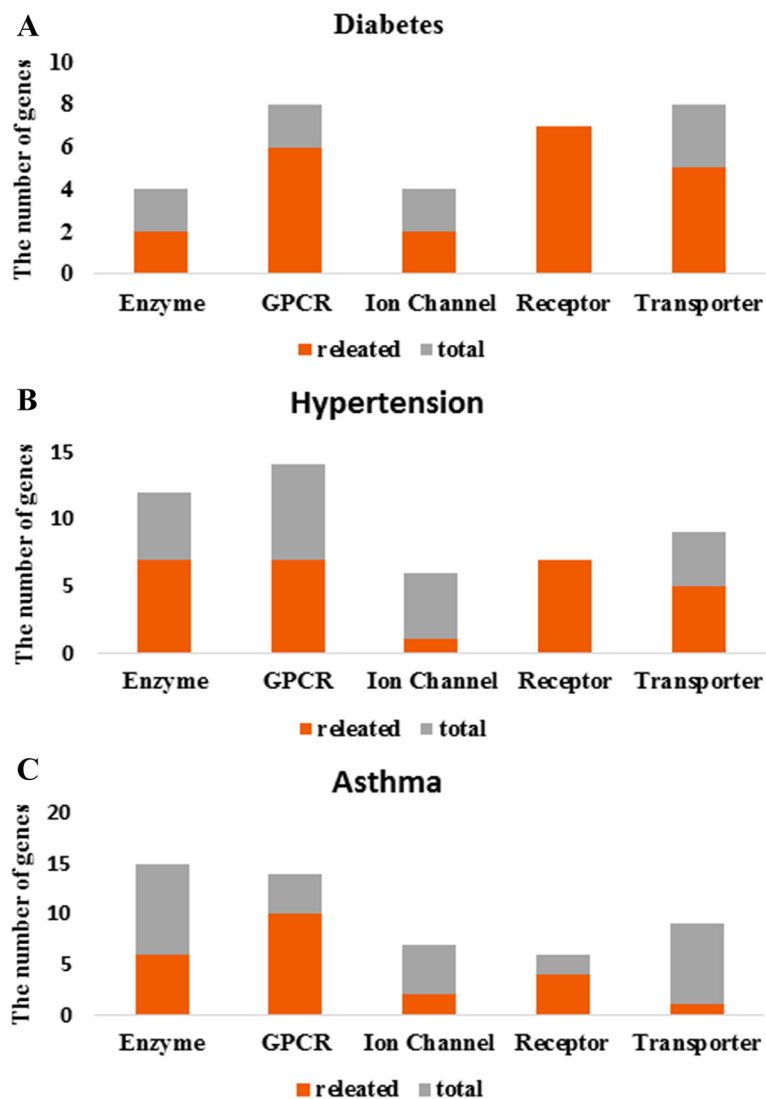 A
Diabetes
The number of genes
10
8
6
4
2
0
Enzyme GPCR Ion Channel Receptor Transporter
releated total
B
Hypertension
The number of genes
15
10
5
0
Enzyme GPCR Ion Channel Receptor Transporter
releated total
C
Asthma
The number of genes
20
15
10
5
0
Enzyme GPCR Ion Channel Receptor Transporter
releated total